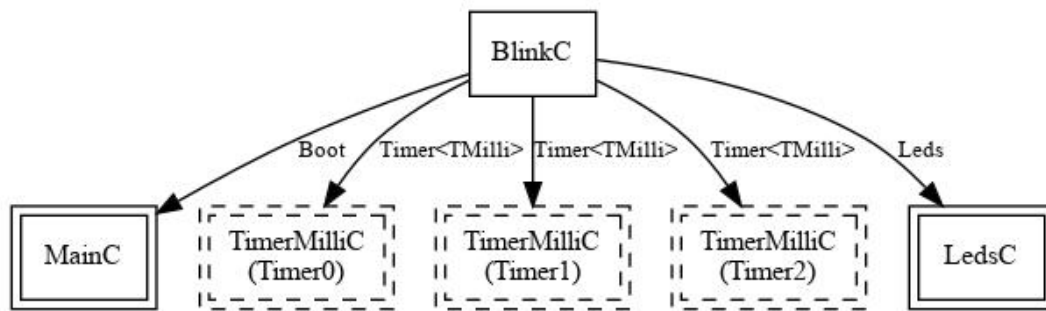 BlinkC
Boot
Timer<TMilli>
Timer<TMilli>
Timer<TMilli>
Leds
MainC
TimerMilliC
(Timer0)
TimerMilliC
(Timer1)
TimerMilliC
(Timer2)
LedsC